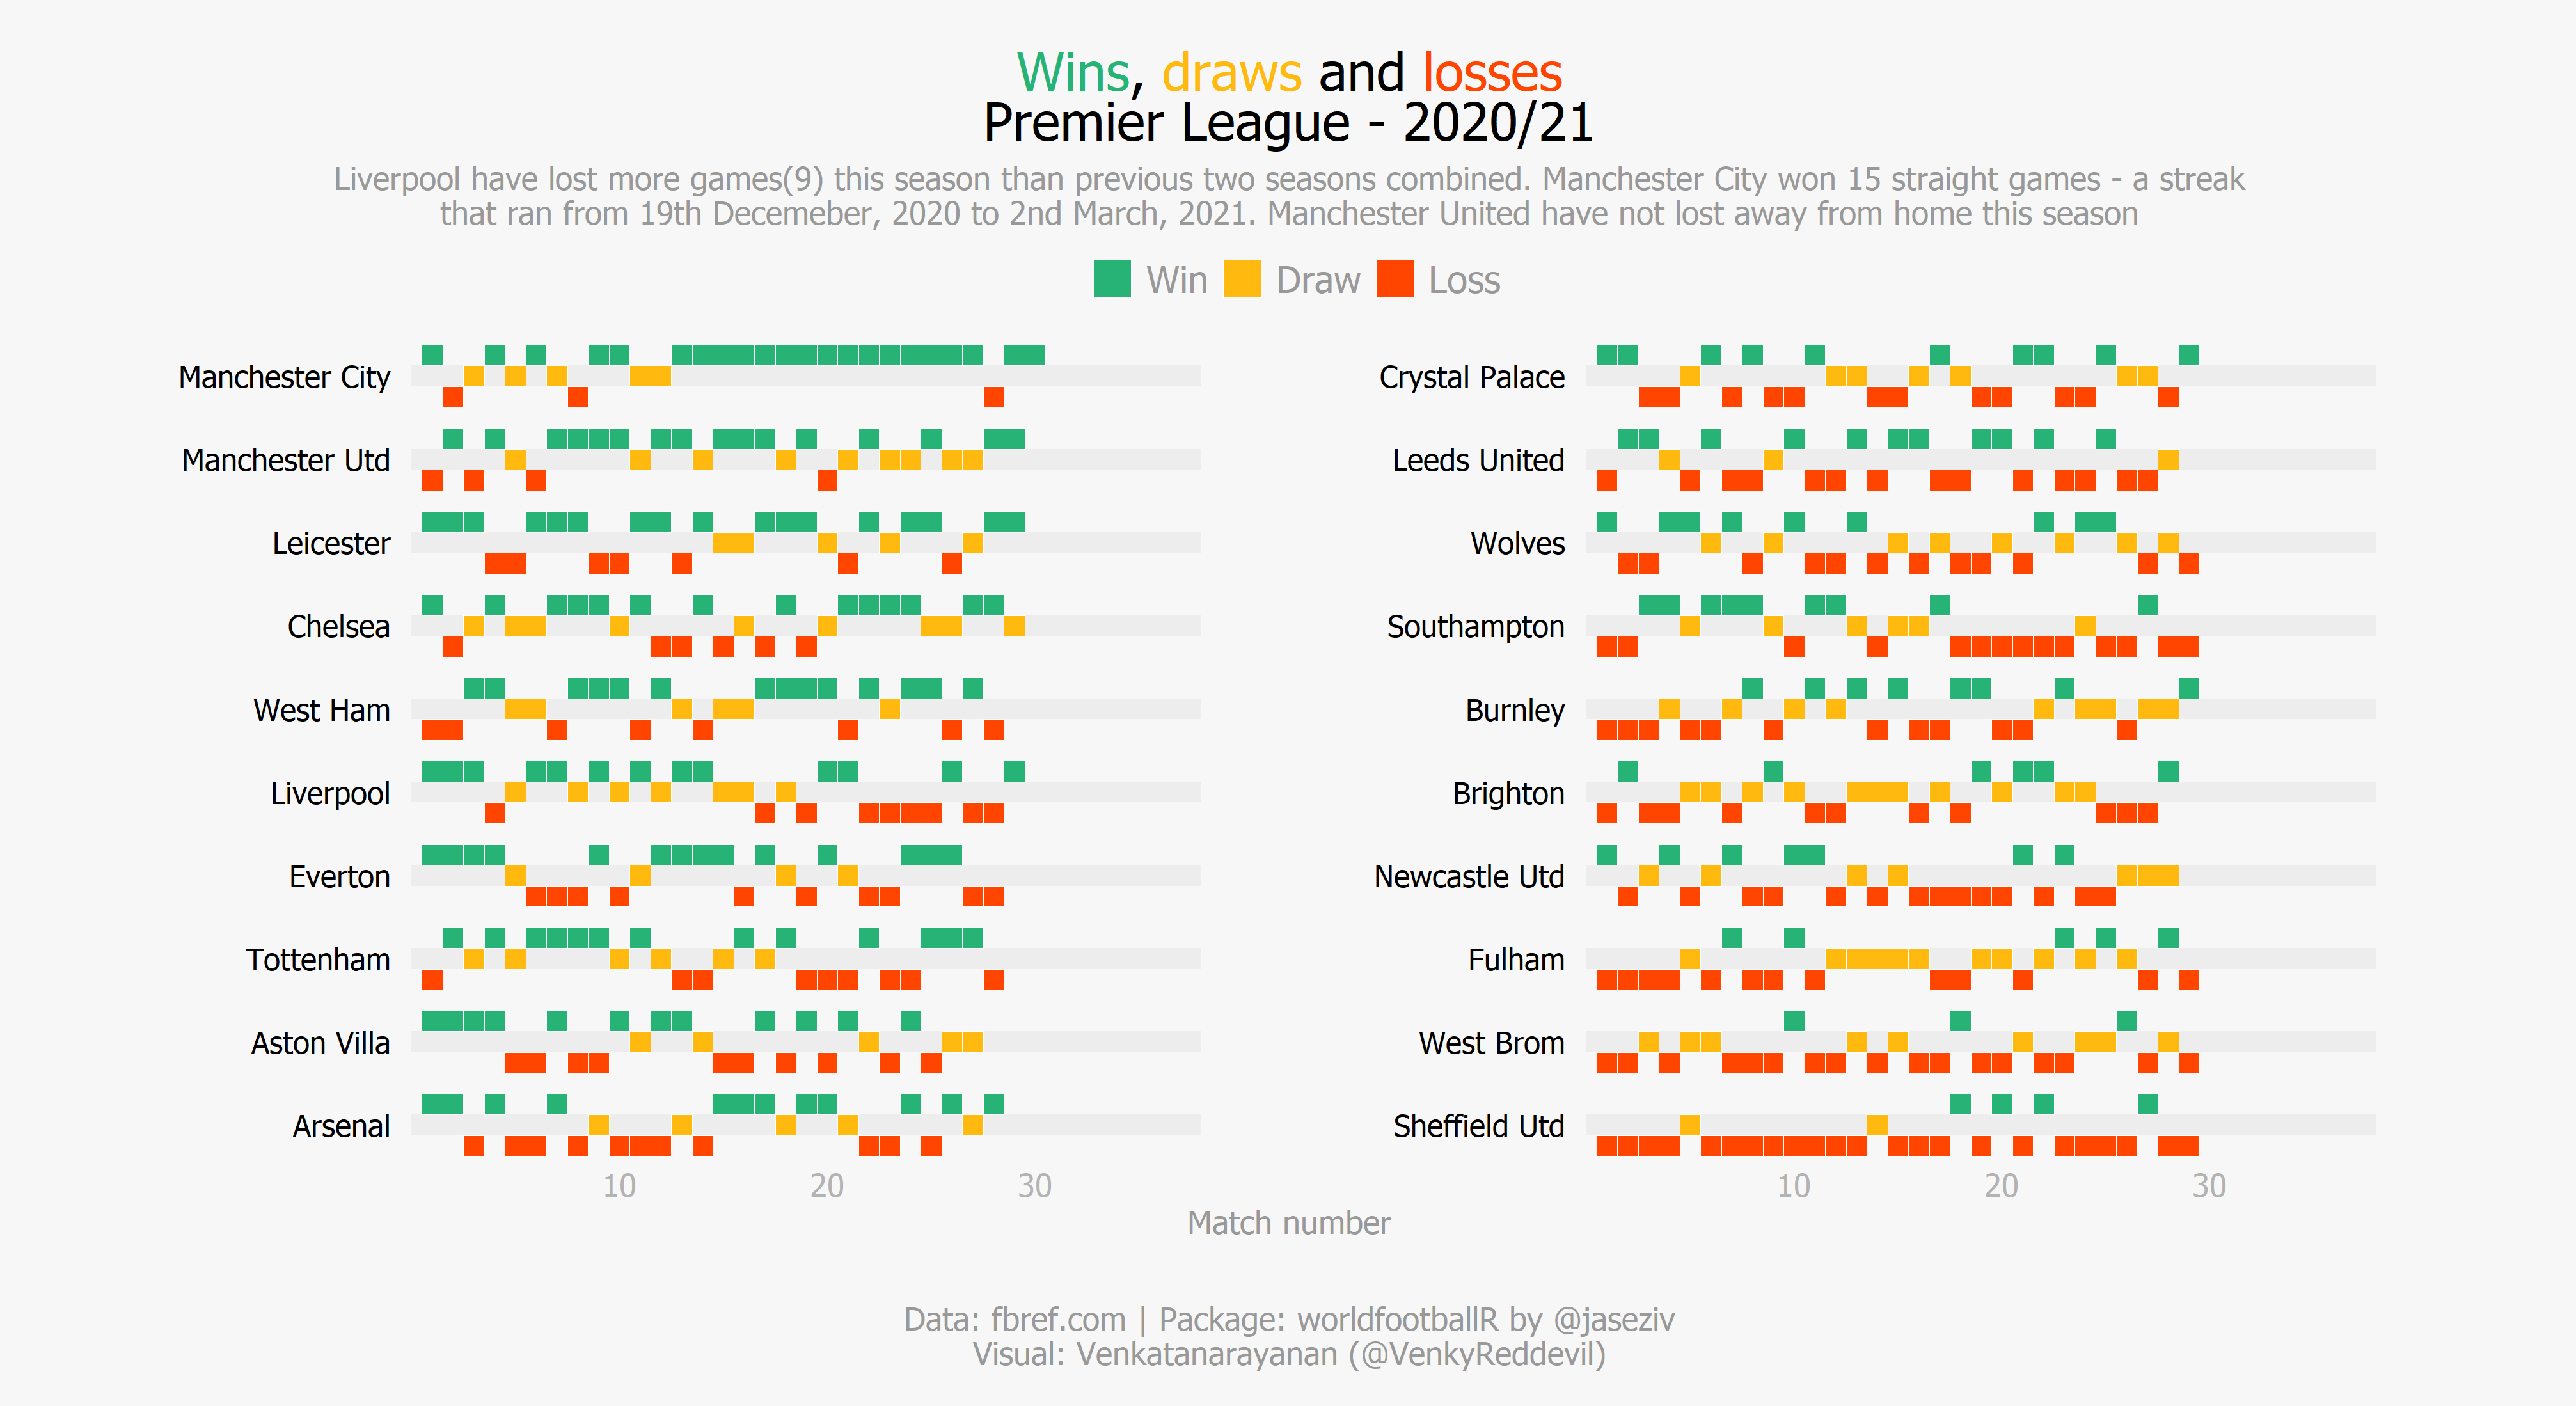 Wins, draws and losses
Premier League - 2020/21
Liverpool have lost more games(9) this season than previous two seasons combined. Manchester City won 15 straight games - a streak
that ran from 19th Decemeber, 2020 to 2nd March, 2021. Manchester United have not lost away from home this season
Win Draw Loss
Manchester City
Manchester Utd
Leicester
Chelsea
West Ham
Liverpool
Everton
Tottenham
Aston Villa
Arsenal
10 20 30
Crystal Palace
Leeds United
Wolves
Southampton
Burnley
Brighton
Newcastle Utd
Fulham
West Brom
Sheffield Utd
10 20 30
Match number
Data: fbref.com | Package: worldfootballR by @jaseziv
Visual: Venkatanarayanan (@VenkyReddevil)